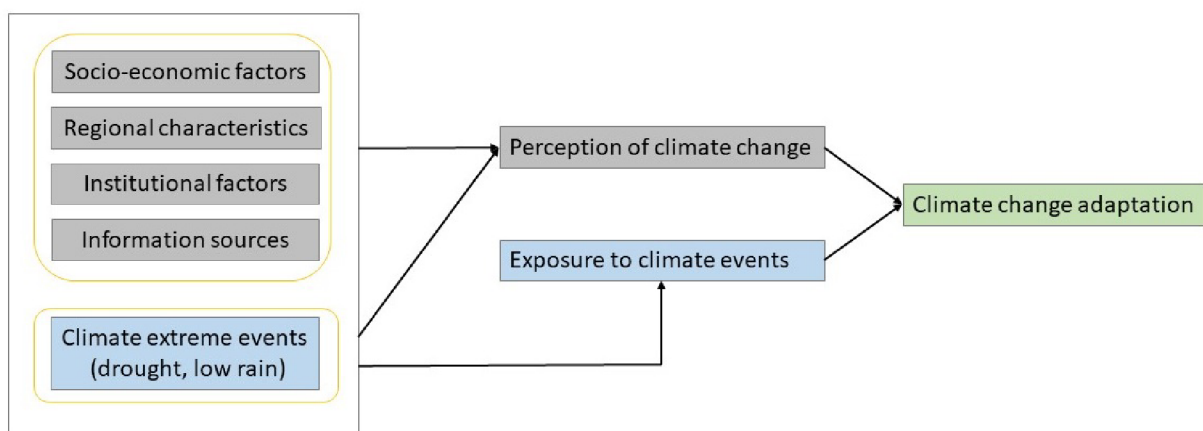 Socio-economic factors
Regional characteristics
Institutional factors
Information sources
Climate extreme events
(drought, low rain)
Perception of climate change
Exposure to climate events
Climate change adaptation